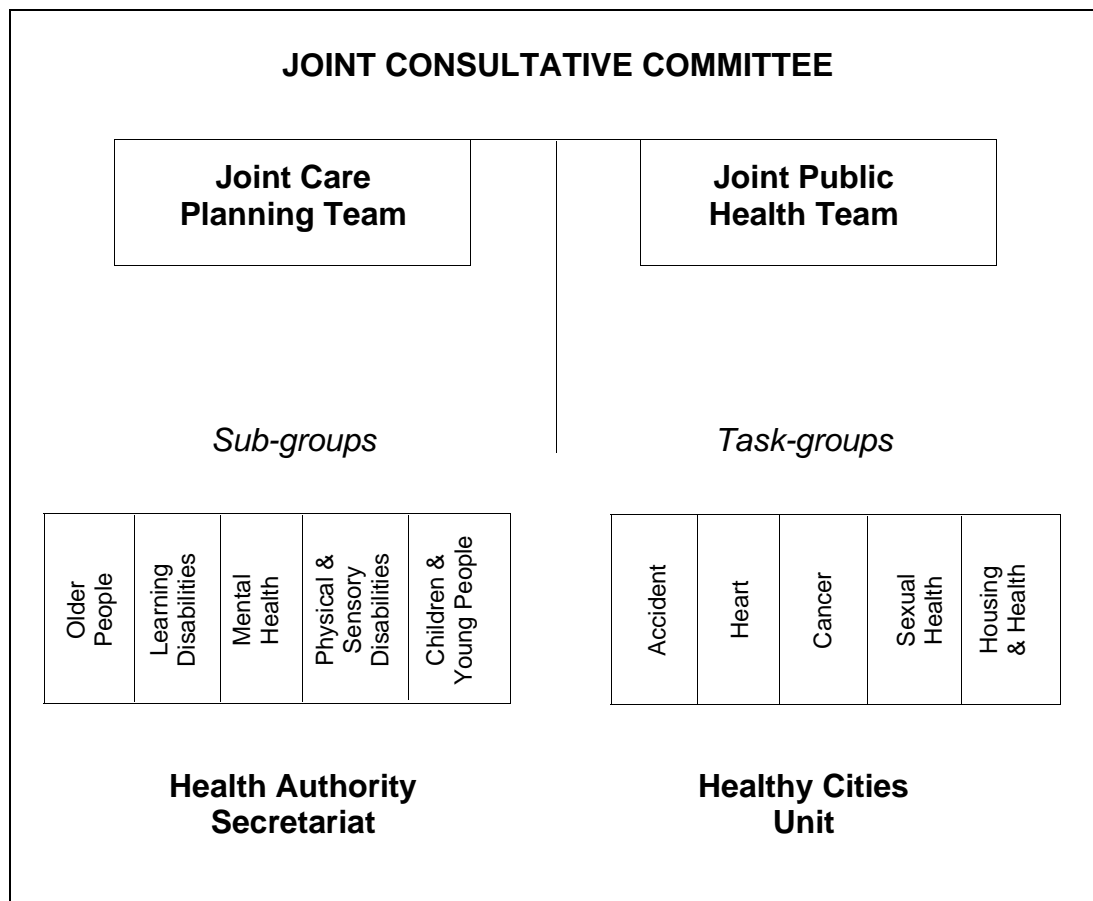 JOINT CONSULTATIVE COMMITTEE
Joint Care
Planning Team
Joint Public
Health Team
Sub-groups
Task-groups
Older
People
Learning
Disabilities
Mental
Health
Physical &
Sensory
Disabilities
Children &
Young People
Accident
Heart
Cancer
Sexual
Health
Housing
& Health
Health Authority
Secretariat
Healthy Cities
Unit